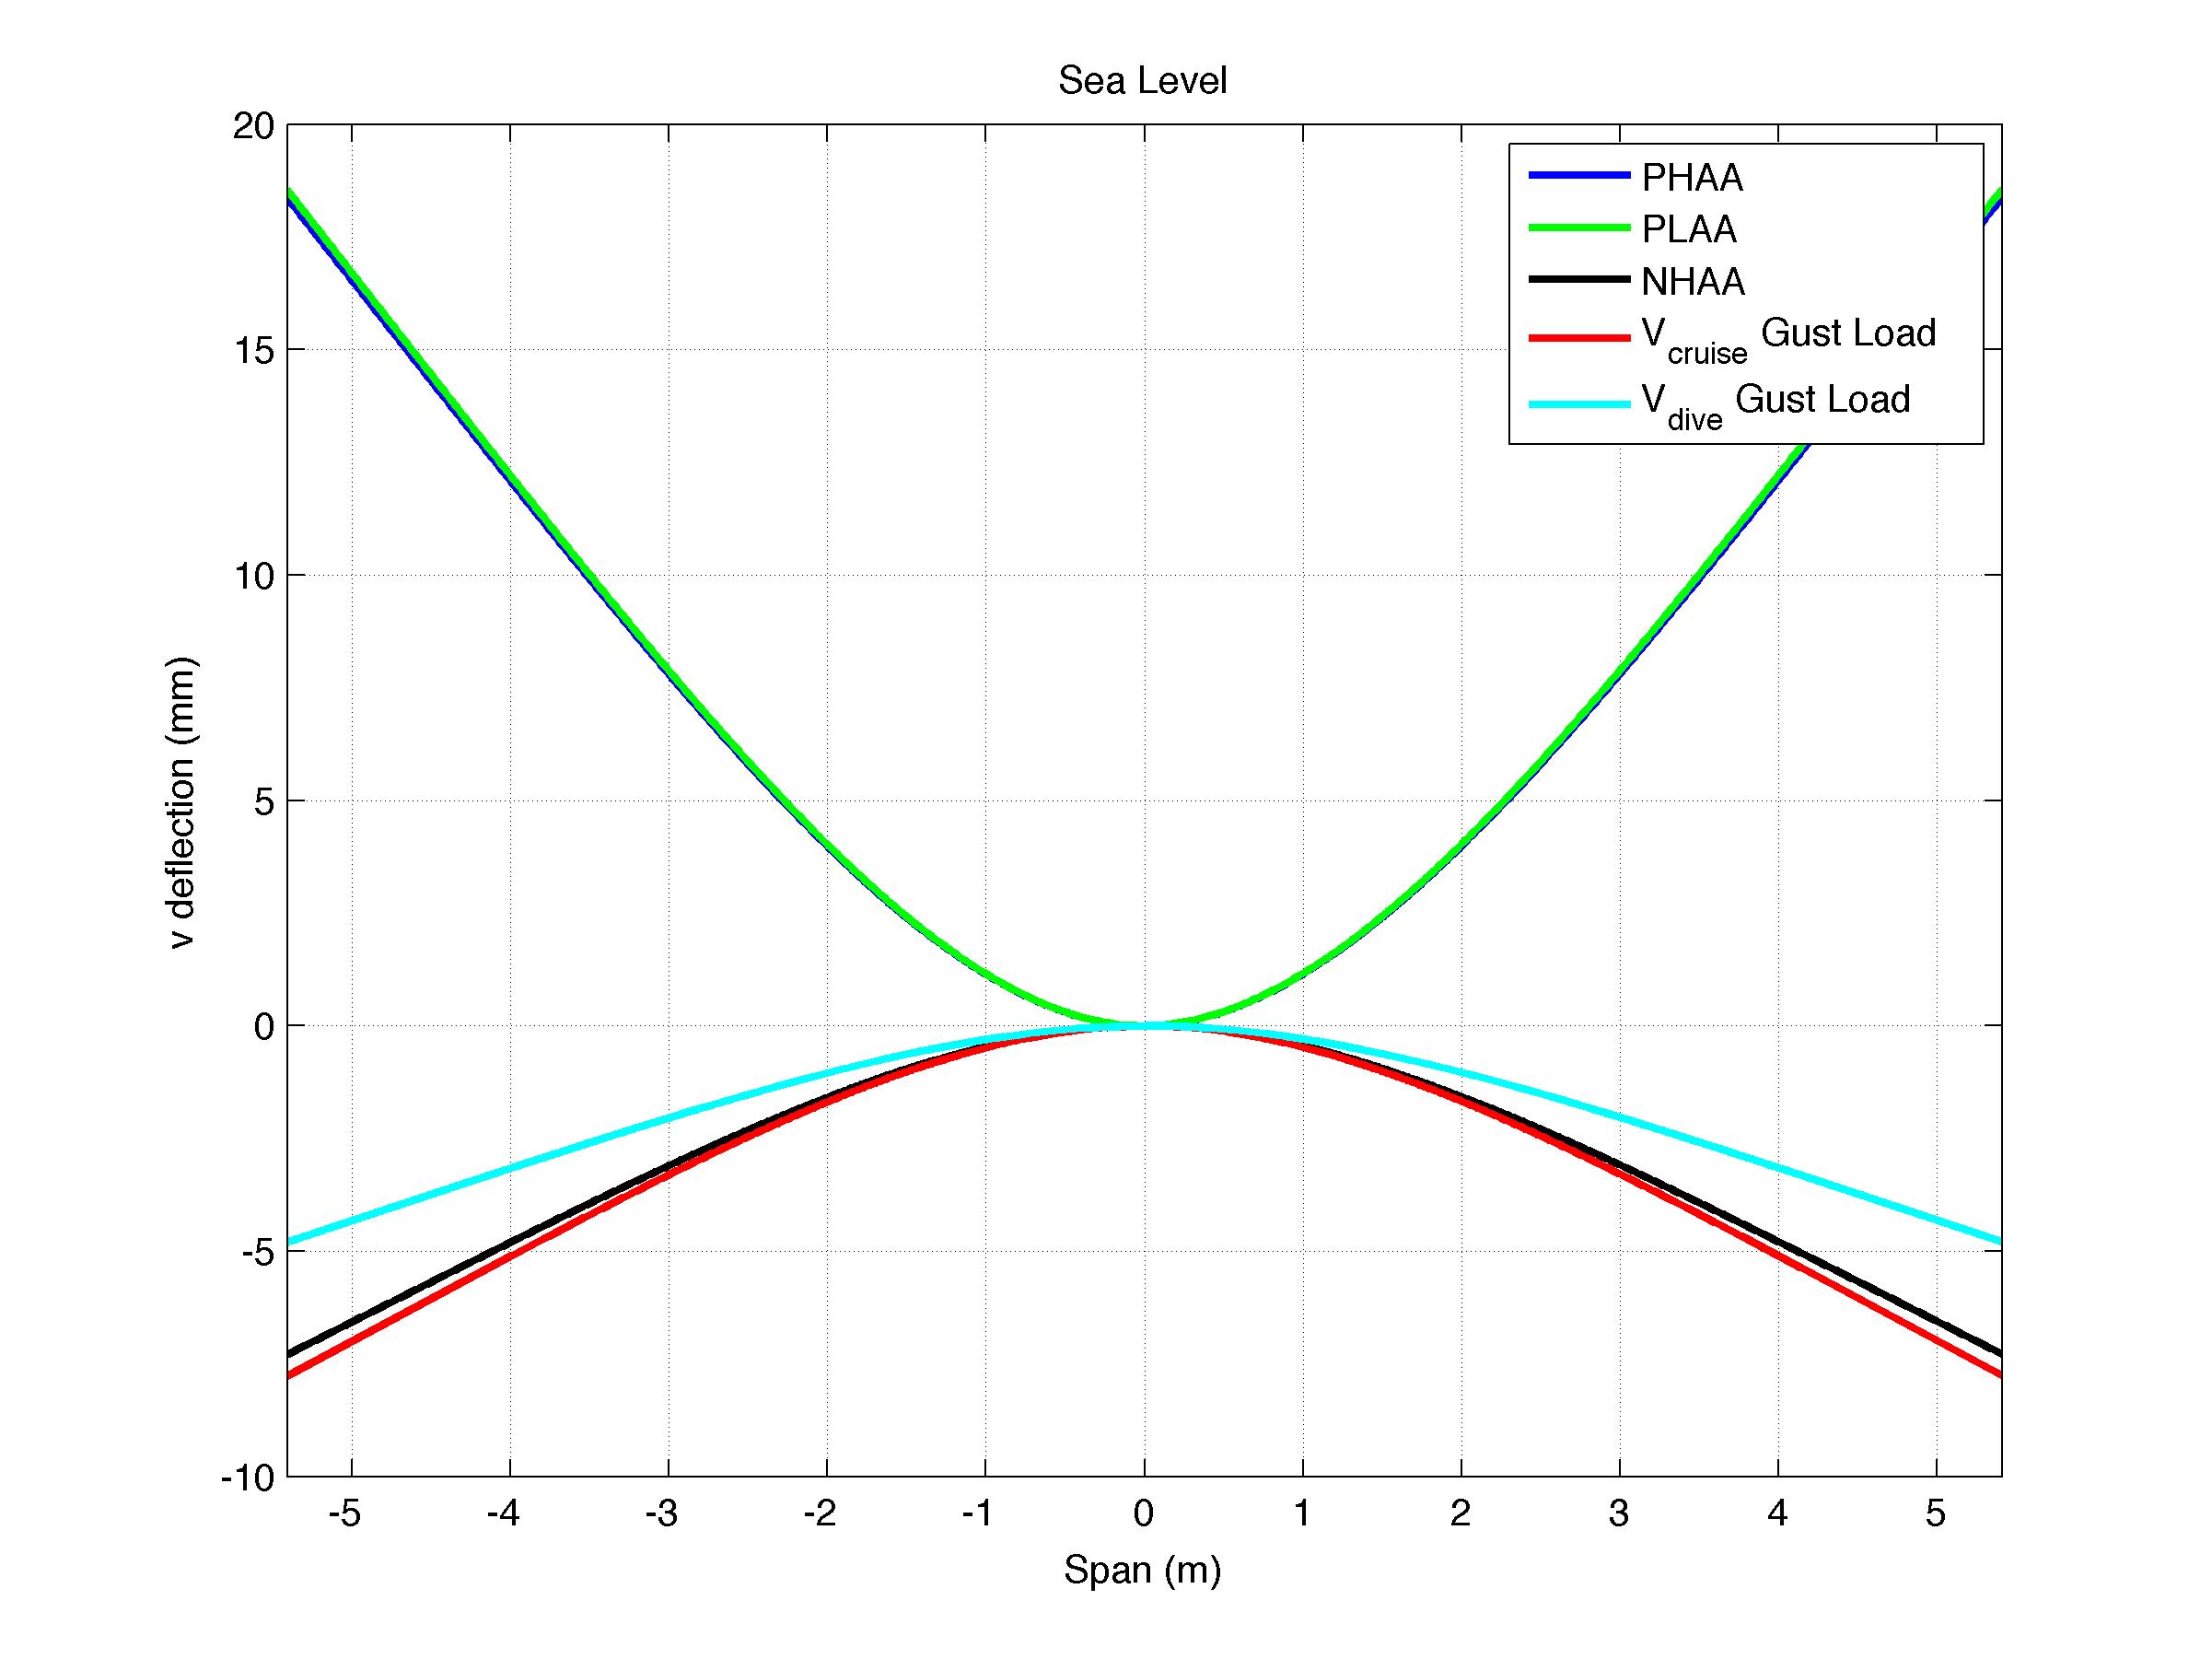 Sea Level
20
15
10
5
0
-5
-10
v deflection (mm)
PHAA
PLAA
NHAA
Vcruise Gust Load
Vdive Gust Load
-5 -4 -3 -2 -1 0 1 2 3 4 5
Span (m)